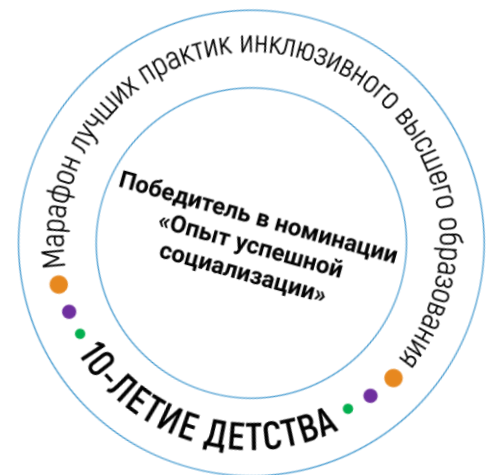 Марафон лучших практик инклюзивного высшего образования
Победитель в номинации
«Опыт успешной
социализации»
10-ЛЕТИЕ ДЕТСТВА